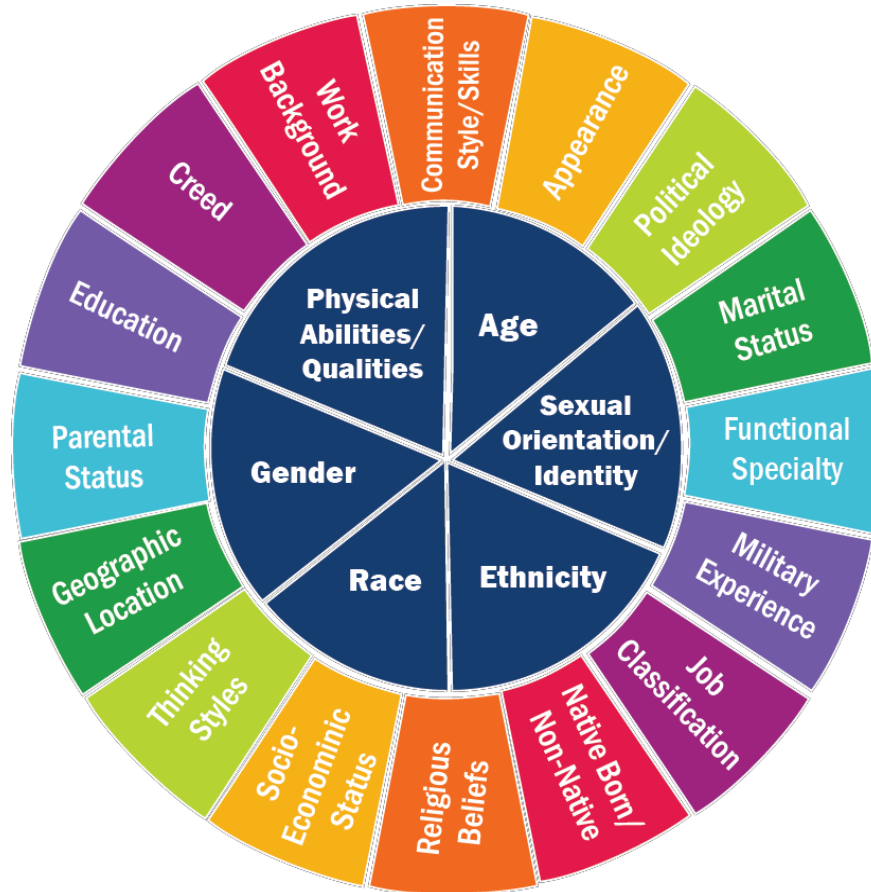 Communication
Style/Skills
Appearance
Political
Ideology
Marital
Status
Functional
Specialty
Military
Experience
Job
Classification
Native Born/
Non-Native
Religious
Beliefs
Socio-
Econominic
Status
Thinking
Styles
Geographic
Location
Parental
Status
Education
Creed
Work
Background
Physical
Abilities/
Qualities
Age
Sexual
Orientation/
Identity
Ethnicity
Race
Gender